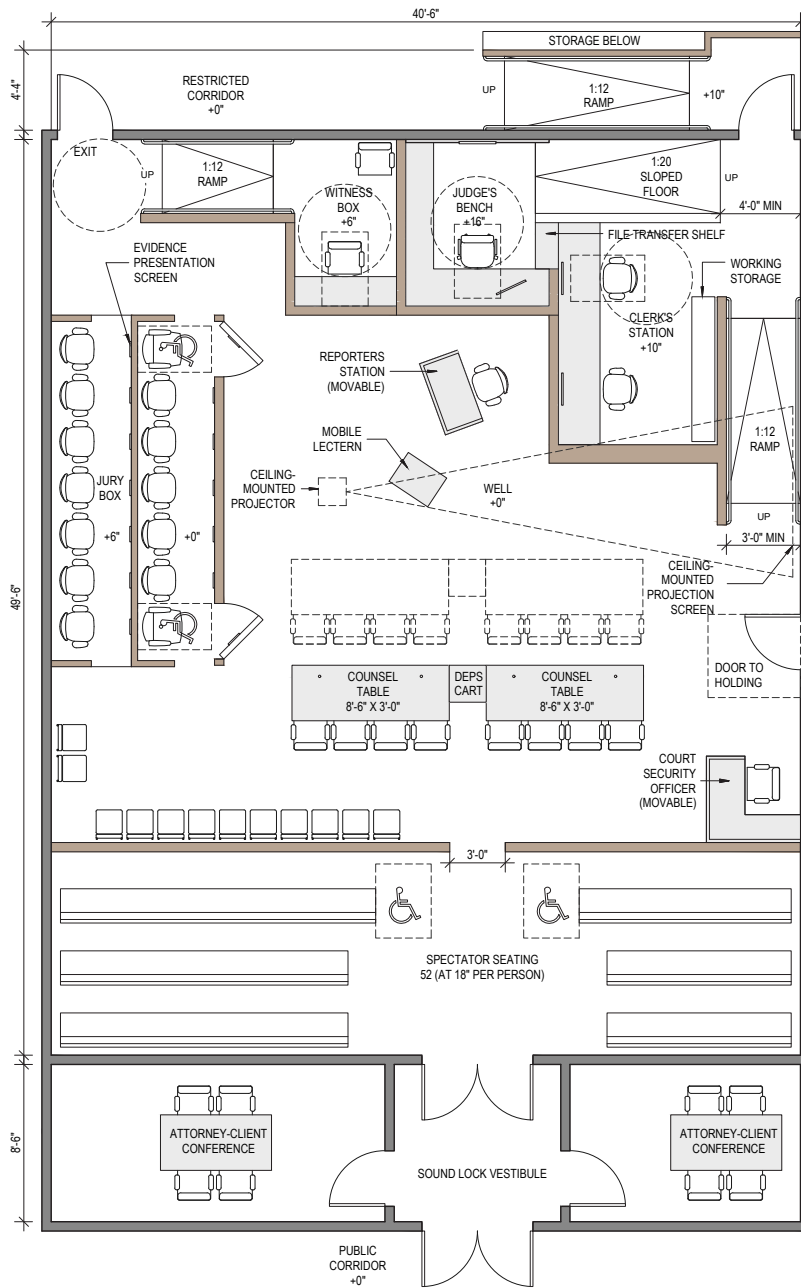 40'-6"
STORAGE BELOW
4'-4"
RESTRICTED
CORRIDOR
+0"
UP
1:12
RAMP
+10"
EXIT
UP
1:12
RAMP
WITNESS
BOX
+6"
JUDGE'S
BENCH
+16"
1:20
SLOPED
FLOOR
UP
4'-0" MIN
FILE TRANSFER SHELF
EVIDENCE
PRESENTATION
SCREEN
WORKING
STORAGE
CLERK'S
STATION
+10"
REPORTERS
STATION
(MOVABLE)
1:12
RAMP
UP
3'-0" MIN
MOBILE
LECTERN
CEILING-
MOUNTED
PROJECTOR
WELL
+0"
JURY
BOX
+6"
+0"
CEILING-
MOUNTED
PROJECTION
SCREEN
49'-6"
DOOR TO
HOLDING
COUNSEL
TABLE
8'-6" X 3'-0"
DEPS
CART
COUNSEL
TABLE
8'-6" X 3'-0"
COURT
SECURITY
OFFICER
(MOVABLE)
3'-0"
SPECTATOR SEATING
52 (AT 18" PER PERSON)
8'-6"
ATTORNEY-CLIENT
CONFERENCE
SOUND LOCK VESTIBULE
ATTORNEY-CLIENT
CONFERENCE
PUBLIC
CORRIDOR
+0"